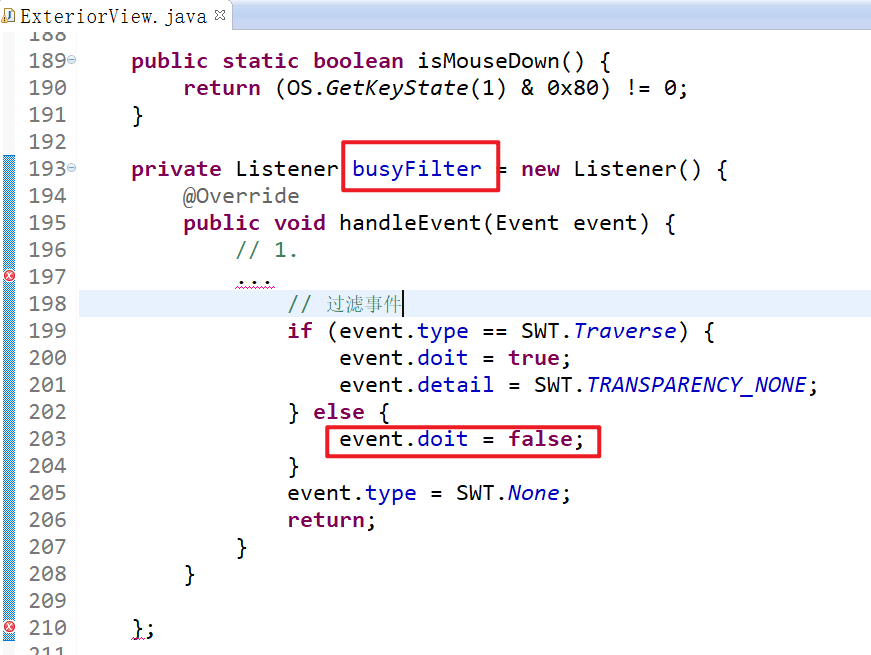 ExteriorView.java
188
189 public static boolean isMouseDown() {
190 return (OS.GetKeyState(1) & 0x80) != 0;
191 }
192
193 private Listener busyFilter = new Listener() {
194 @Override
195 public void handleEvent(Event event) {
196 // 1.
197 ...
198 // 过滤事件
199 if (event.type == SWT.Traverse) {
200 event.doit = true;
201 event.detail = SWT.TRANSPARENCY_NONE;
202 } else {
203 event.doit = false;
204 }
205 event.type = SWT.None;
206 return;
207 }
208 }
209
210 };
211